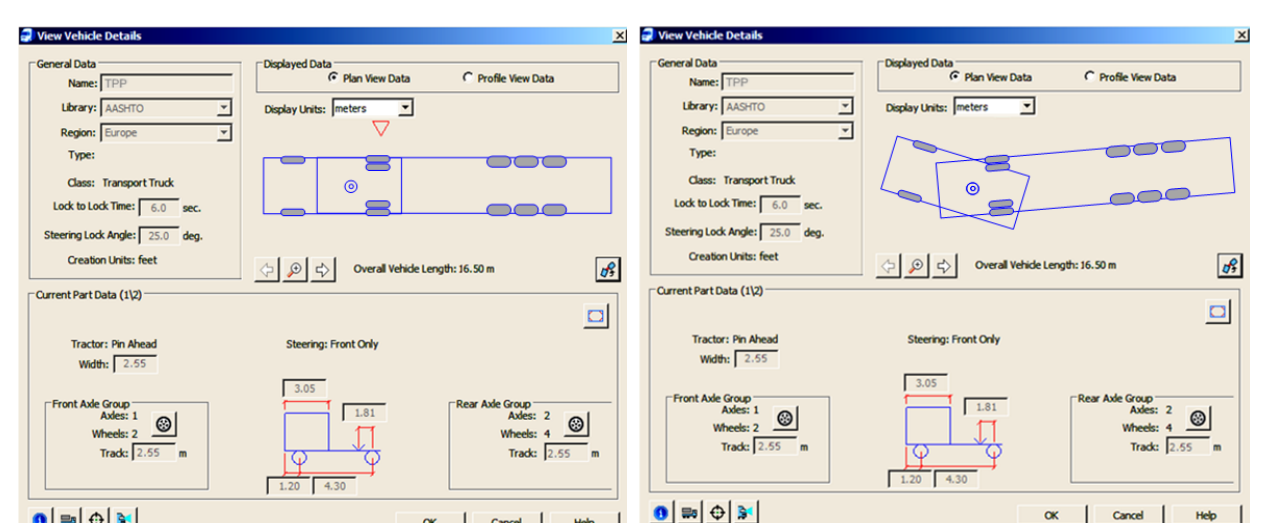 View Vehicle Details
General Data
Name: TPP
Library: AASHTO
Region: Europe
Type:
Class: Transport Truck
Lock to Lock Time: 6.0 sec.
Steering Lock Angle: 25.0 deg.
Creation Units: feet
Displayed Data
Plan View Data Profile View Data
Display Units: meters
Overall Vehicle Length: 16.50 m
Current Part Data (1\2)
Tractor: Pin Ahead
Width: 2.55
Steering: Front Only
Front Axle Group
Axles: 1
Wheels: 2
Track: 2.55 m
3.05
1.81
1.20 4.30
Rear Axle Group
Axles: 2
Wheels: 4
Track: 2.55 m
OK Cancel Help
View Vehicle Details
General Data
Name: TPP
Library: AASHTO
Region: Europe
Type:
Class: Transport Truck
Lock to Lock Time: 6.0 sec.
Steering Lock Angle: 25.0 deg.
Creation Units: feet
Displayed Data
Plan View Data Profile View Data
Display Units: meters
Overall Vehicle Length: 16.50 m
Current Part Data (1\2)
Tractor: Pin Ahead
Width: 2.55
Steering: Front Only
Front Axle Group
Axles: 1
Wheels: 2
Track: 2.55 m
3.05
1.81
1.20 4.30
Rear Axle Group
Axles: 2
Wheels: 4
Track: 2.55 m
OK Cancel Help